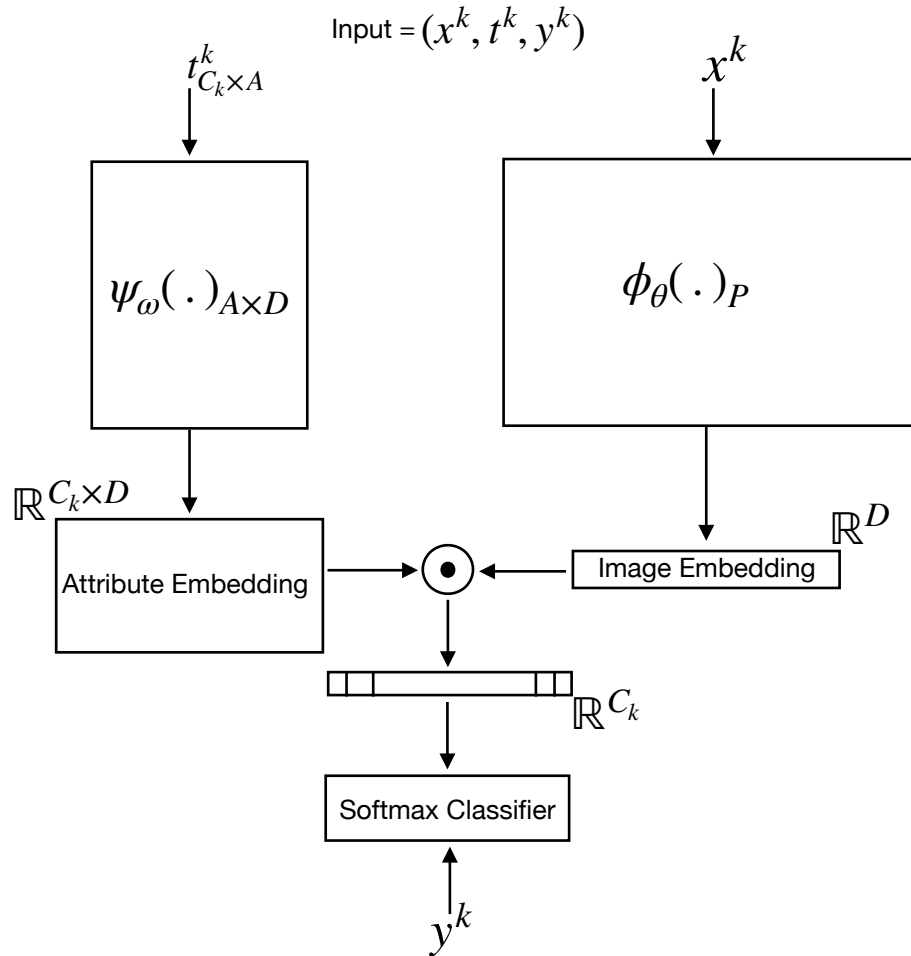 Input = (x^k, t^k, y^k)
t^k_{C_k×A}
x^k
ψ_ω( . )_{A×D}
ϕ_θ( . )_P
ℝ^{C_k×D}
ℝ^D
Attribute Embedding
Image Embedding
ℝ^{C_k}
Softmax Classifier
y^k